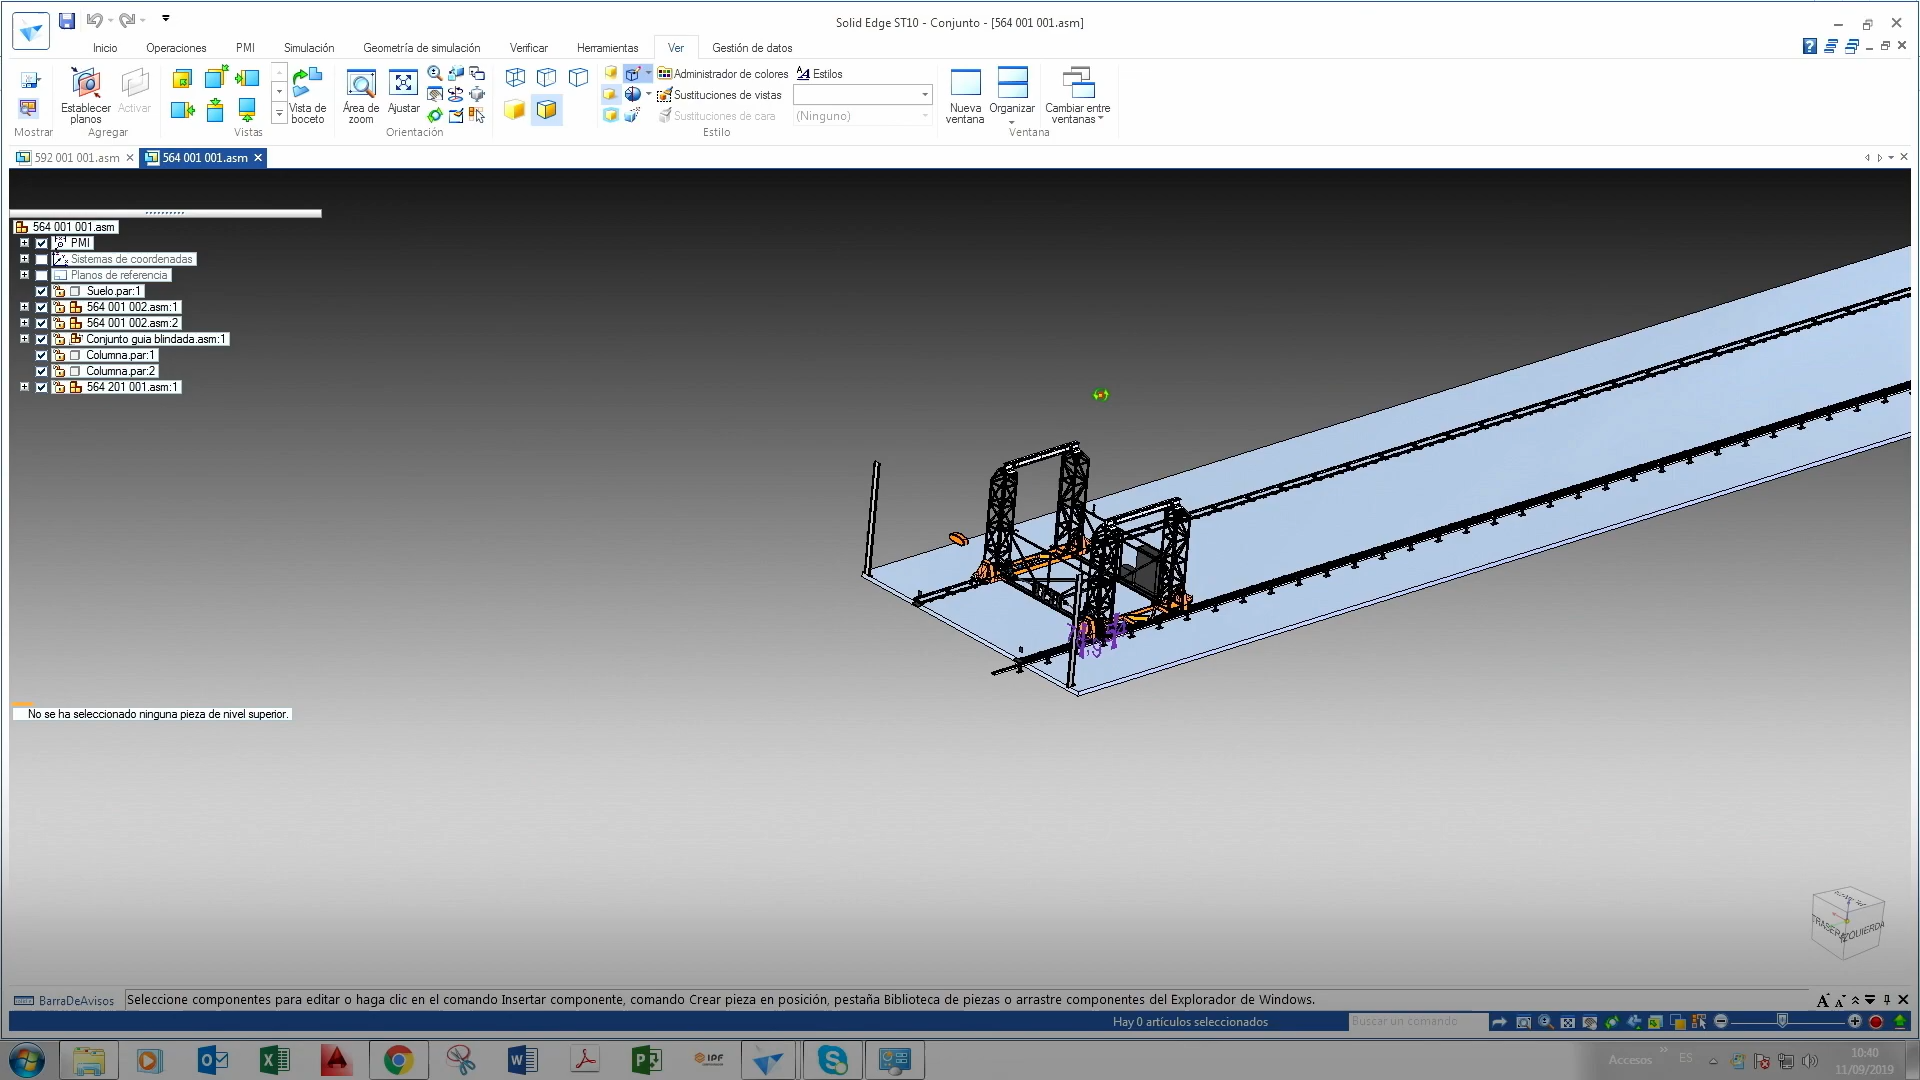 Solid Edge ST10 - Conjunto - [564 001 001.asm]
Inicio
Operaciones
PMI
Simulación
Geometría de simulación
Verificar
Herramientas
Ver
Gestión de datos
Mostrar
Establecer planos
Activar
Agregar
Vista de boceto
Vistas
Área de zoom
Ajustar
Orientación
Administrador de colores
Estilos
Sustituciones de vistas
Sustituciones de cara
(Ninguno)
Estilo
Nueva ventana
Organizar
Cambiar entre ventanas
Ventana
592 001 001.asm
564 001 001.asm
564 001 001.asm
PMI
Sistemas de coordenadas
Planos de referencia
Suelo.par:1
564 001 002.asm:1
564 001 002.asm:2
Conjunto guia blindada.asm:1
Columna.par:1
Columna.par:2
564 201 001.asm:1
No se ha seleccionado ninguna pieza de nivel superior.
IZQUIERDA
BarraDeAvisos
Seleccione componentes para editar o haga clic en el comando Insertar componente, comando Crear pieza en posición, pestaña Biblioteca de piezas o arrastre componentes del Explorador de Windows.
Hay 0 artículos seleccionados
Buscar un comando
IPF
Accesos
ES
10:40
11/09/2019